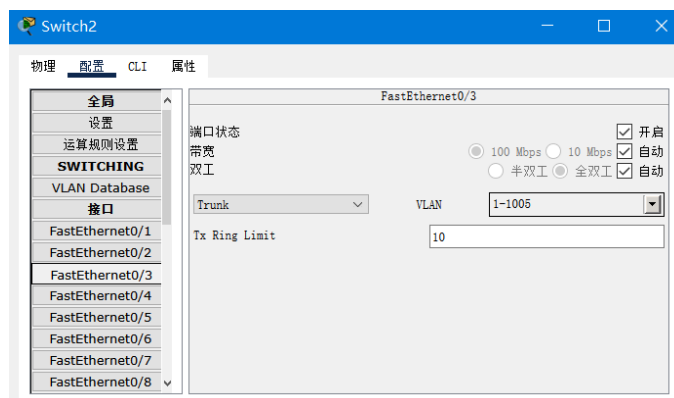 Switch2
物理 配置 CLI 属性
全局
设置
运算规则设置
SWITCHING
VLAN Database
接口
FastEthernet0/1
FastEthernet0/2
FastEthernet0/3
FastEthernet0/4
FastEthernet0/5
FastEthernet0/6
FastEthernet0/7
FastEthernet0/8
FastEthernet0/3
端口状态 开启
带宽 100 Mbps 10 Mbps 自动
双工 半双工 全双工 自动
Trunk VLAN 1-1005
Tx Ring Limit 10